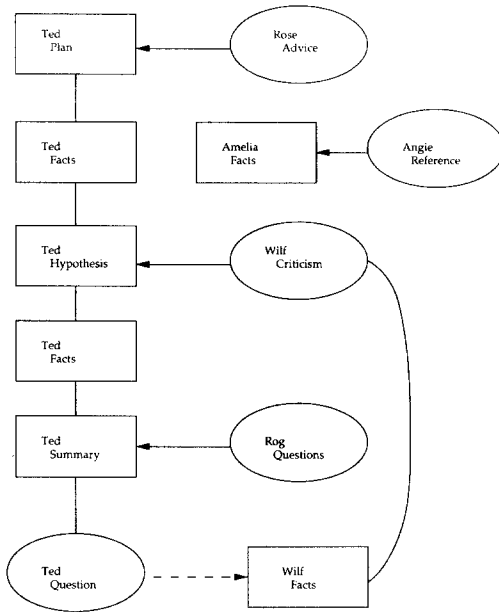 Ted
Plan
Rose
Advice
Ted
Facts
Amelia
Facts
Angie
Reference
Ted
Hypothesis
Wilf
Criticism
Ted
Facts
Ted
Summary
Rog
Questions
Ted
Question
Wilf
Facts